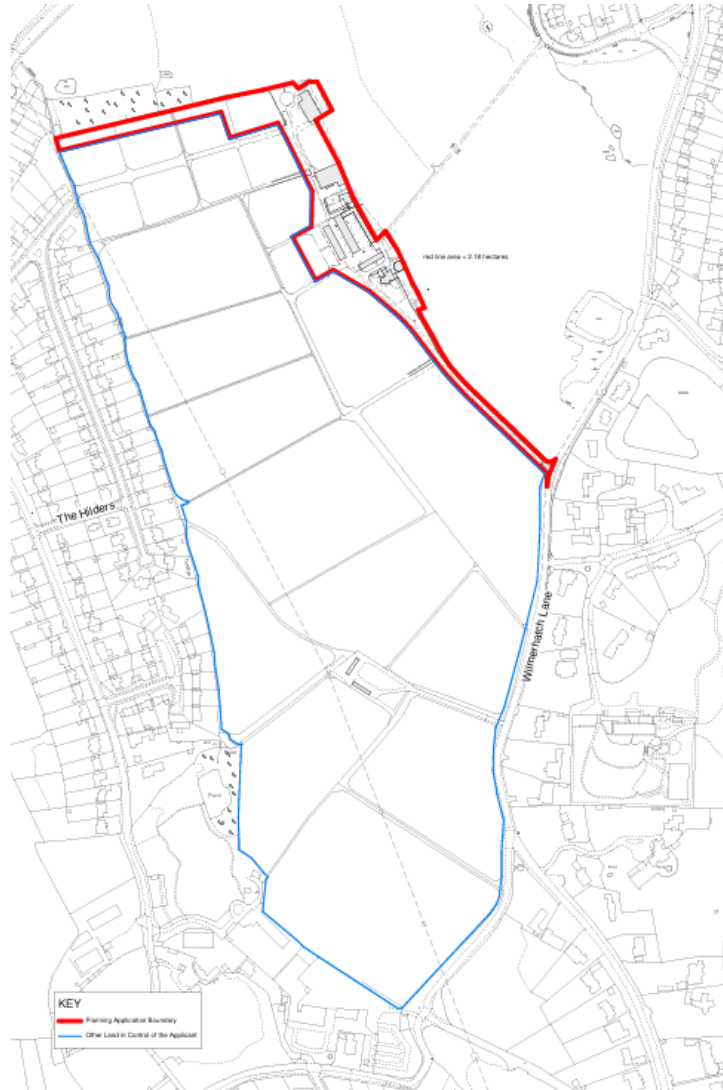 red line area = 2.18 hectares
The Hilders
Wilmerhatch Lane
Pond
KEY
Planning Application Boundary
Other Land in Control of the Applicant